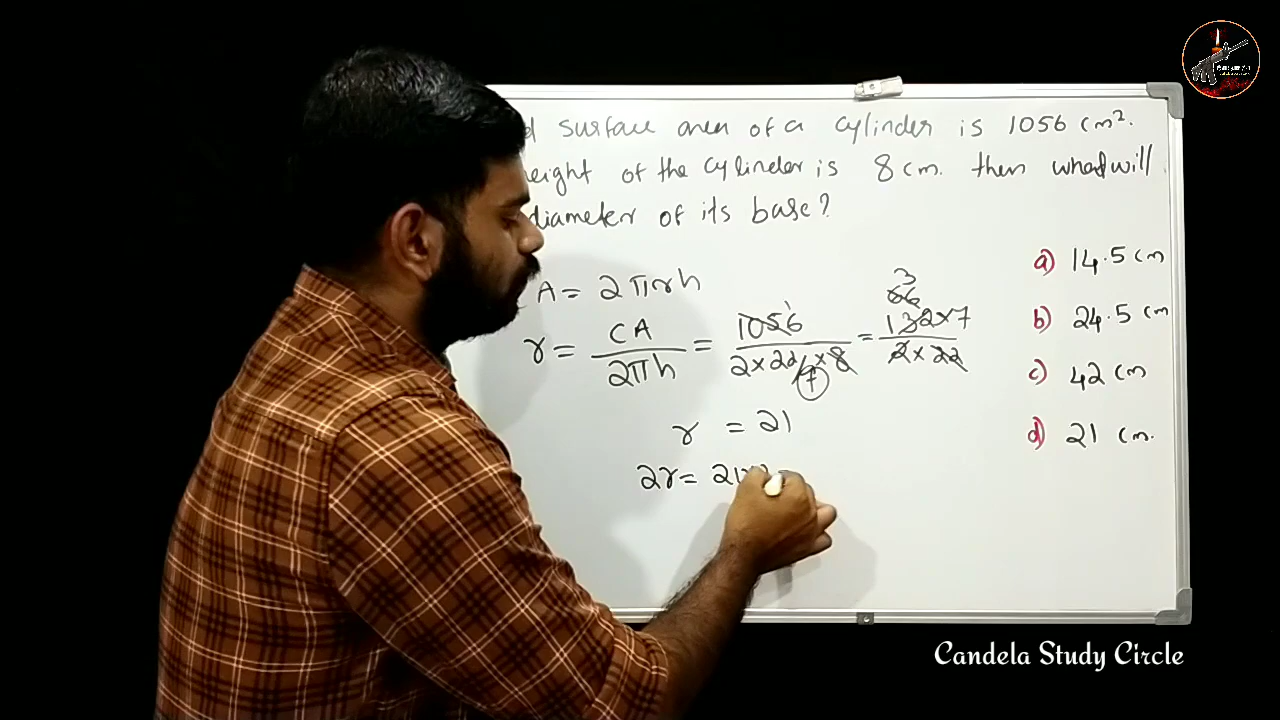 surface area of a cylinder is 1056 cm².
height of the cylinder is 8 cm. then what will
diameter of its base?
A = 2πrh
r = CA / 2πh = 1056 / 2×22/7×8 = 132×7 / 2×22
66
3
r = 21
2r = 21
a) 14.5 cm
b) 24.5 cm
c) 42 cm
d) 21 cm.
Candela Study Circle